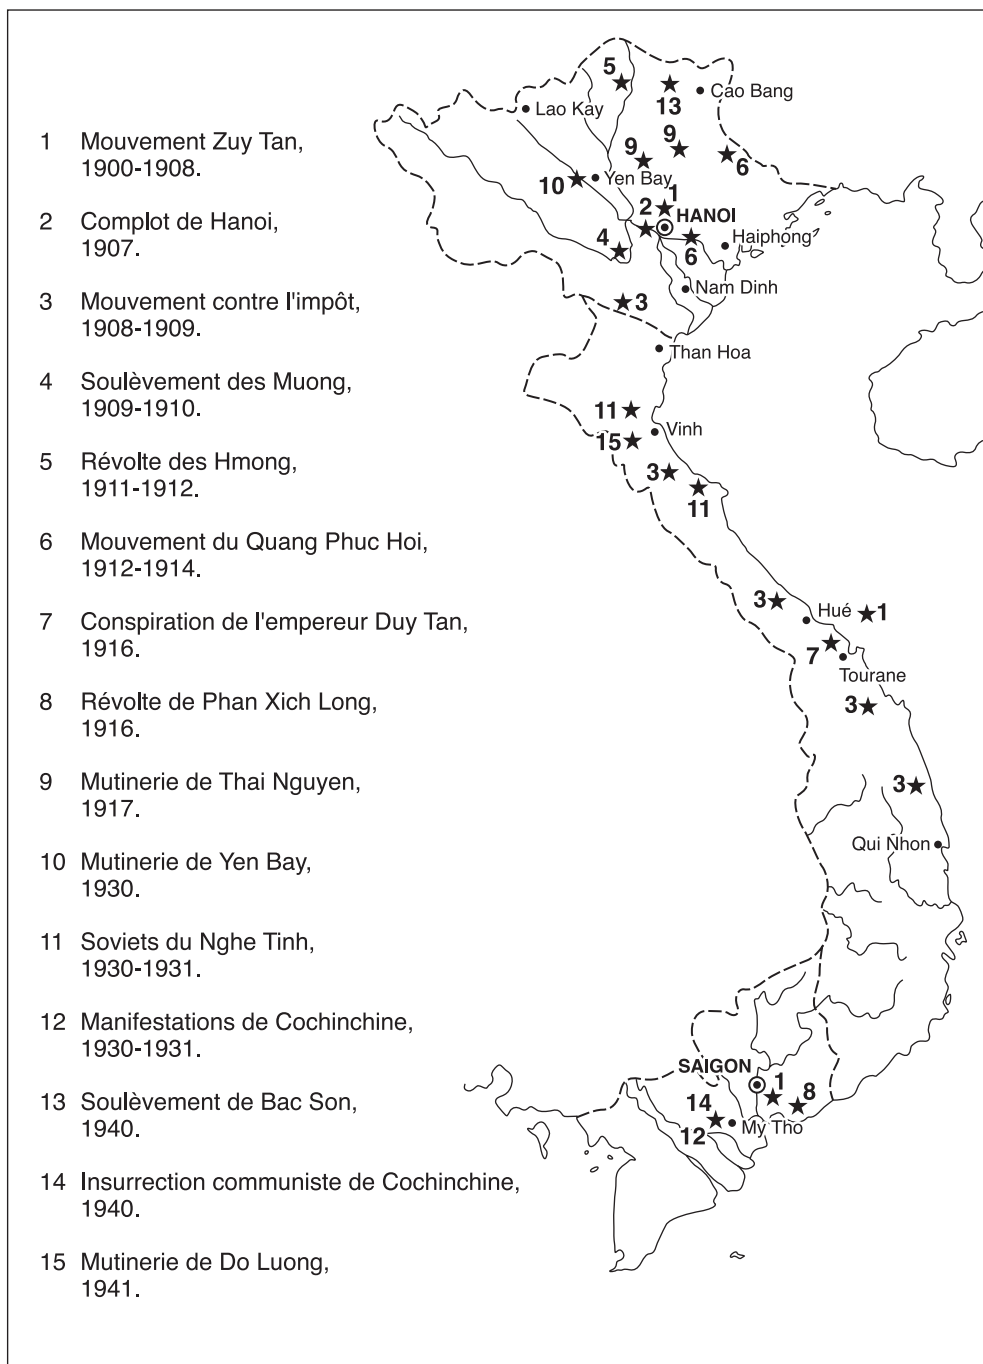 1 Mouvement Zuy Tan,
1900-1908.
2 Complot de Hanoi,
1907.
3 Mouvement contre l'impôt,
1908-1909.
4 Soulèvement des Muong,
1909-1910.
5 Révolte des Hmong,
1911-1912.
6 Mouvement du Quang Phuc Hoi,
1912-1914.
7 Conspiration de l'empereur Duy Tan,
1916.
8 Révolte de Phan Xich Long,
1916.
9 Mutinerie de Thai Nguyen,
1917.
10 Mutinerie de Yen Bay,
1930.
11 Soviets du Nghe Tinh,
1930-1931.
12 Manifestations de Cochinchine,
1930-1931.
13 Soulèvement de Bac Son,
1940.
14 Insurrection communiste de Cochinchine,
1940.
15 Mutinerie de Do Luong,
1941.
5
13
Cao Bang
Lao Kay
9
9
6
10
Yen Bay
1
2
HANOI
4
6
Haiphong
Nam Dinh
3
Than Hoa
11
Vinh
15
3
11
3
Hué
1
7
Tourane
3
3
Qui Nhon
SAIGON
1
8
14
12
My Tho